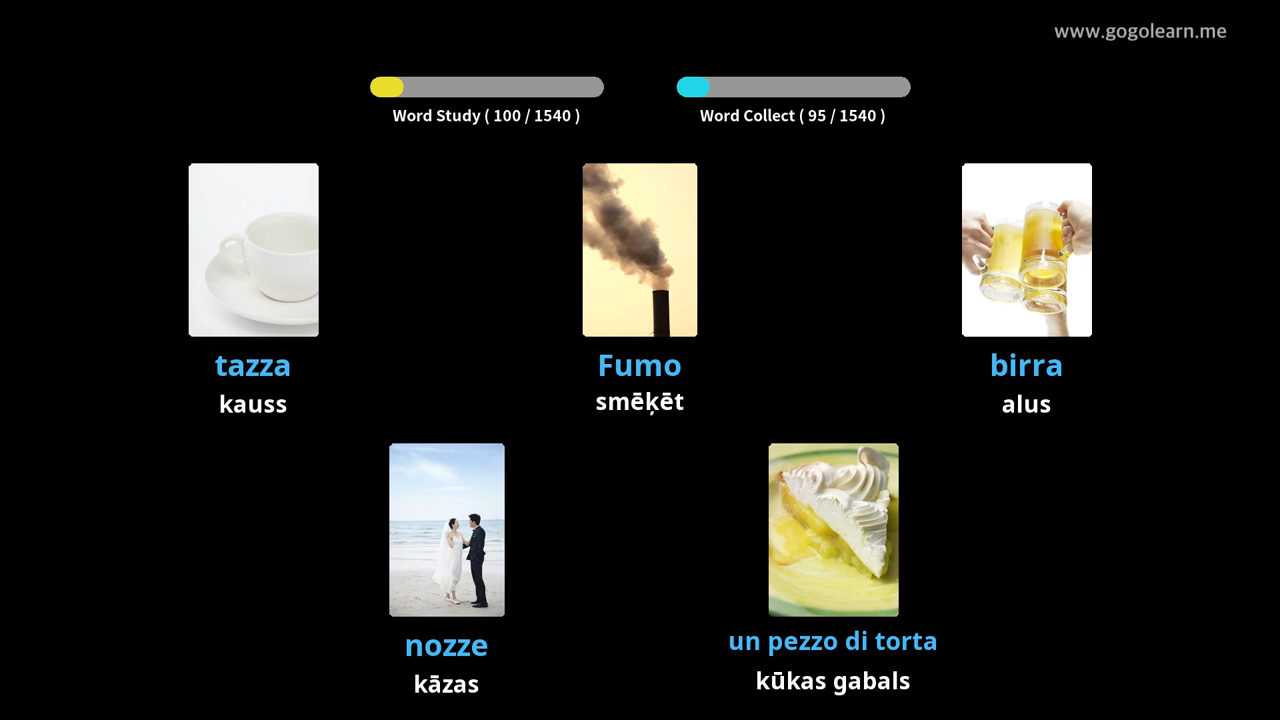 www.gogolearn.me
Word Study ( 100 / 1540 )
Word Collect ( 95 / 1540 )
tazza
kauss
Fumo
smēķēt
birra
alus
nozze
kāzas
un pezzo di torta
kūkas gabals